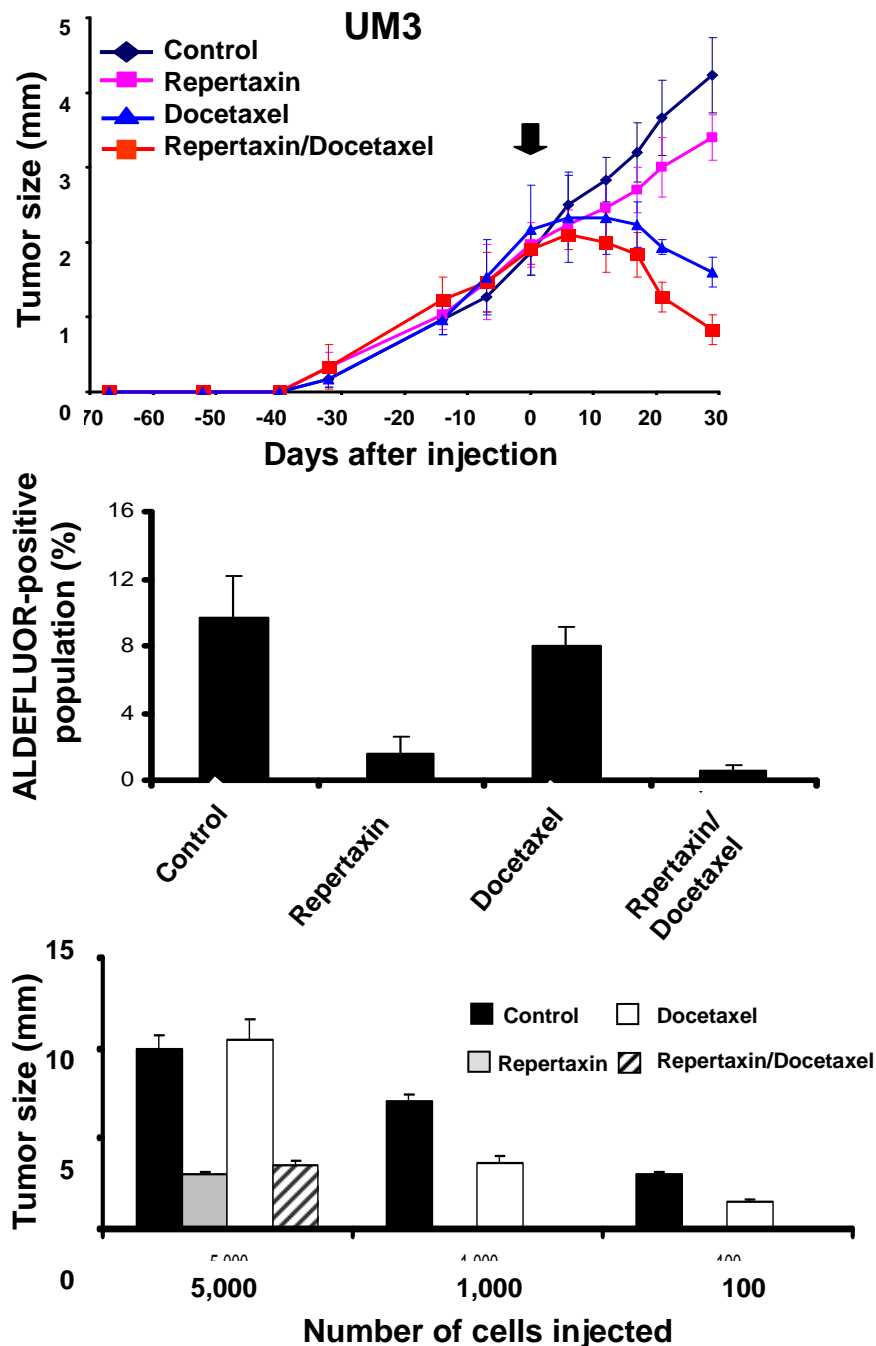 UM3
5
4
3
2
1
0
Tumor size (mm)
Control
Repertaxin
Docetaxel
Repertaxin/Docetaxel
70 -60 -50 -40 -30 -20 -10 0 10 20 30
Days after injection
ALDEFLUOR-positive
population (%)
16
12
8
4
0
Control
Repertaxin
Docetaxel
Rpertaxin/
Docetaxel
Tumor size (mm)
15
10
5
0
Control Docetaxel
Repertaxin Repertaxin/Docetaxel
5,000 1,000 100
Number of cells injected